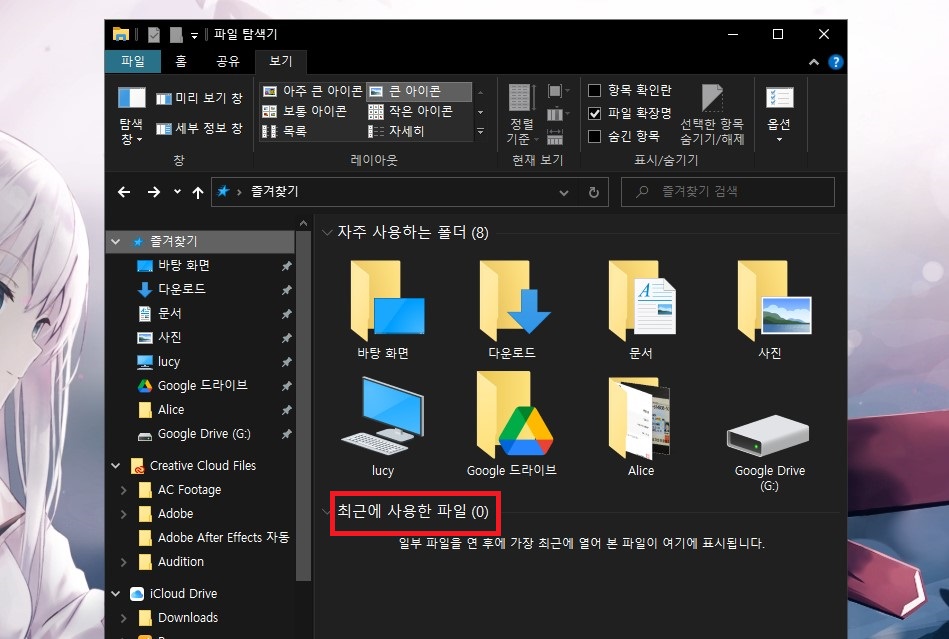 파일 탐색기
파일 홈 공유 보기
탐색 창
미리 보기 창
세부 정보 창
창
아주 큰 아이콘 큰 아이콘
보통 아이콘 작은 아이콘
목록 자세히
레이아웃
정렬 기준
현재 보기
항목 확인란
파일 확장명
숨긴 항목
선택한 항목
숨기기/해제
표시/숨기기
옵션
즐겨찾기
즐겨찾기 검색
즐겨찾기
바탕 화면
다운로드
문서
사진
lucy
Google 드라이브
Alice
Google Drive (G:)
Creative Cloud Files
AC Footage
Adobe
Adobe After Effects 자동
Audition
iCloud Drive
Downloads
자주 사용하는 폴더 (8)
바탕 화면 다운로드 문서 사진
lucy Google 드라이브 Alice Google Drive (G:)
최근에 사용한 파일 (0)
일부 파일을 연 후에 가장 최근에 열어 본 파일이 여기에 표시됩니다.